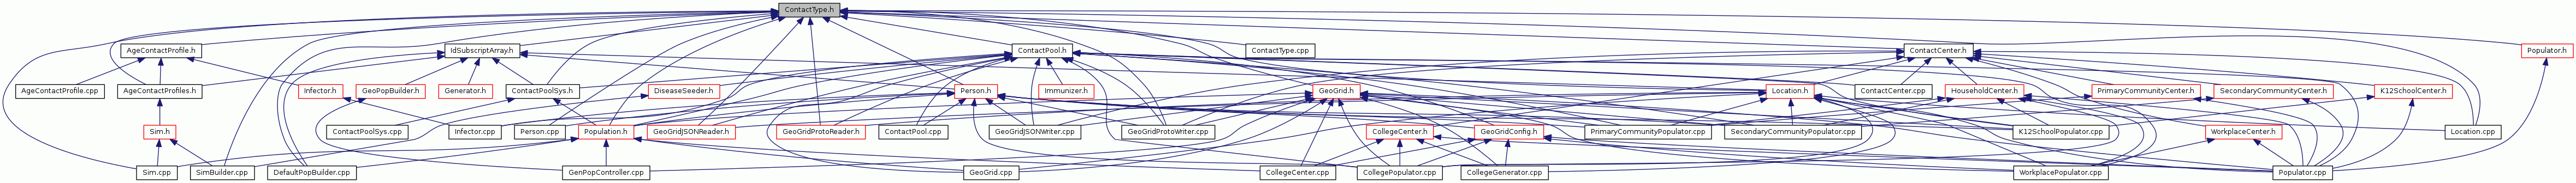 ContactType.h
AgeContactProfile.h
IdSubscriptArray.h
ContactPool.h
ContactType.cpp
ContactCenter.h
Populator.h
AgeContactProfile.cpp
AgeContactProfiles.h
Infector.h
GeoPopBuilder.h
Generator.h
ContactPoolSys.h
DiseaseSeeder.h
Person.h
Immunizer.h
GeoGrid.h
Location.h
ContactCenter.cpp
HouseholdCenter.h
PrimaryCommunityCenter.h
SecondaryCommunityCenter.h
K12SchoolCenter.h
Sim.h
ContactPoolSys.cpp
Infector.cpp
Person.cpp
Population.h
GeoGridJSONReader.h
GeoGridProtoReader.h
ContactPool.cpp
GeoGridJSONWriter.cpp
GeoGridProtoWriter.cpp
CollegeCenter.h
GeoGridConfig.h
PrimaryCommunityPopulator.cpp
SecondaryCommunityPopulator.cpp
K12SchoolPopulator.cpp
WorkplaceCenter.h
Location.cpp
Sim.cpp
SimBuilder.cpp
DefaultPopBuilder.cpp
GenPopController.cpp
GeoGrid.cpp
CollegeCenter.cpp
CollegePopulator.cpp
CollegeGenerator.cpp
WorkplacePopulator.cpp
Populator.cpp